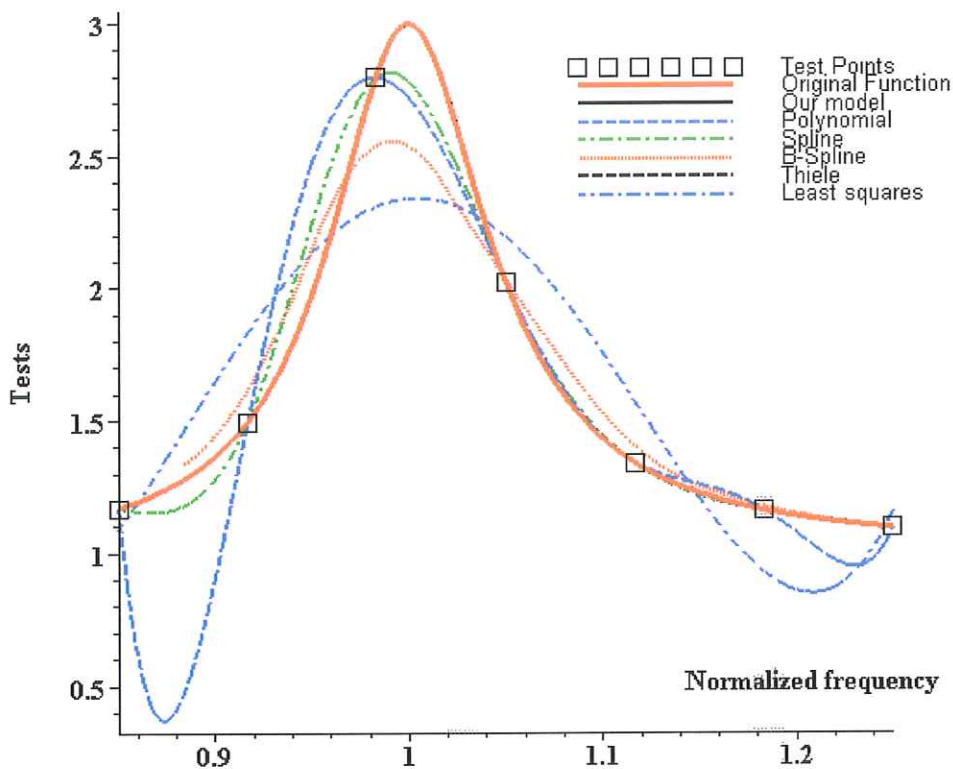 3
2.5
2
1.5
1
0.5
Tests
0.9
1
1.1
1.2
Normalized frequency
Test Points
Original Function
Our model
Polynomial
Spline
B-Spline
Thiele
Least squares